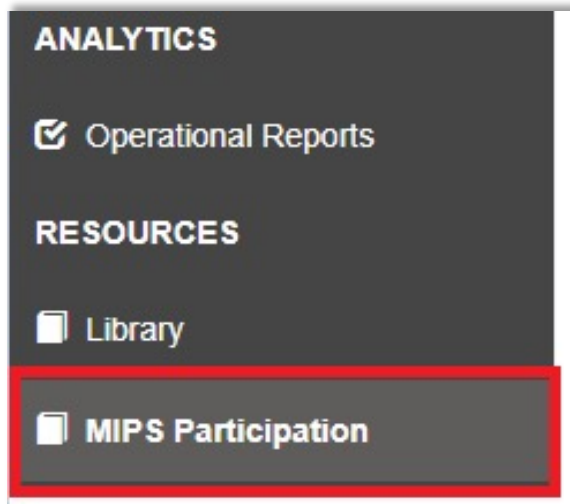 ANALYTICS
Operational Reports
RESOURCES
Library
MIPS Participation